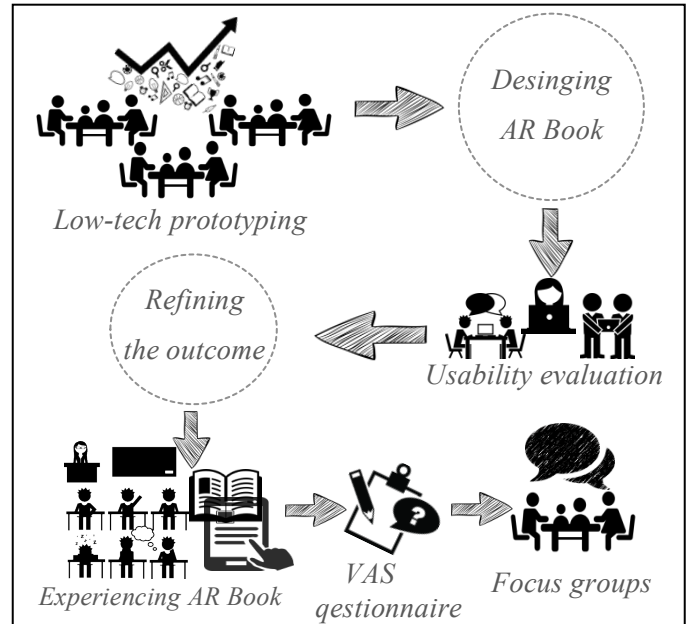 Low-tech prototyping
Desinging
AR Book
Usability evaluation
Refining
the outcome
Experiencing AR Book
VAS
qestionnaire
Focus groups